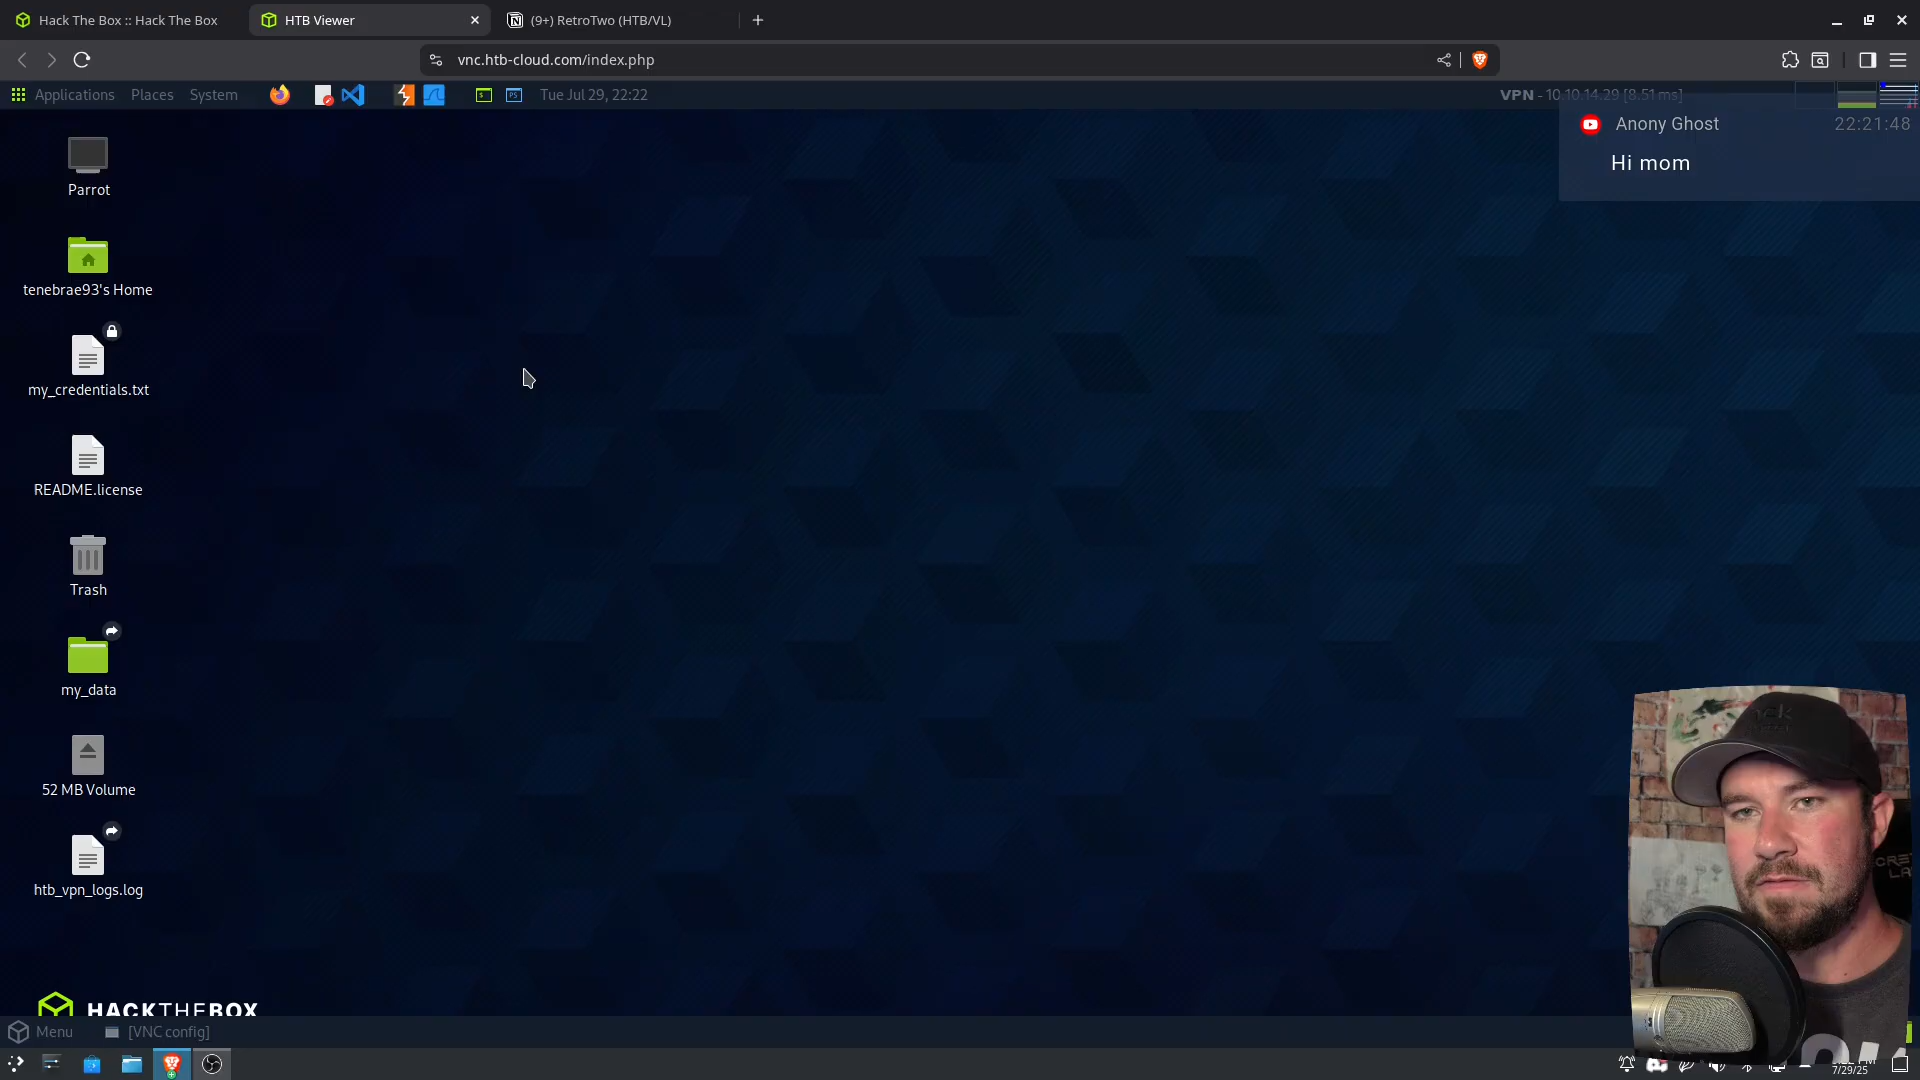 Hack The Box :: Hack The Box
HTB Viewer
(9+) RetroTwo (HTB/VL)
vnc.htb-cloud.com/index.php
Applications
Places
System
Tue Jul 29, 22:22
VPN - 10.10.14.29 [8.51 ms]
Anony Ghost
22:21:48
Hi mom
Parrot
tenebrae93's Home
my_credentials.txt
README.license
Trash
my_data
52 MB Volume
htb_vpn_logs.log
HACKTHEBOX
Menu
[VNC config]
7/29/25